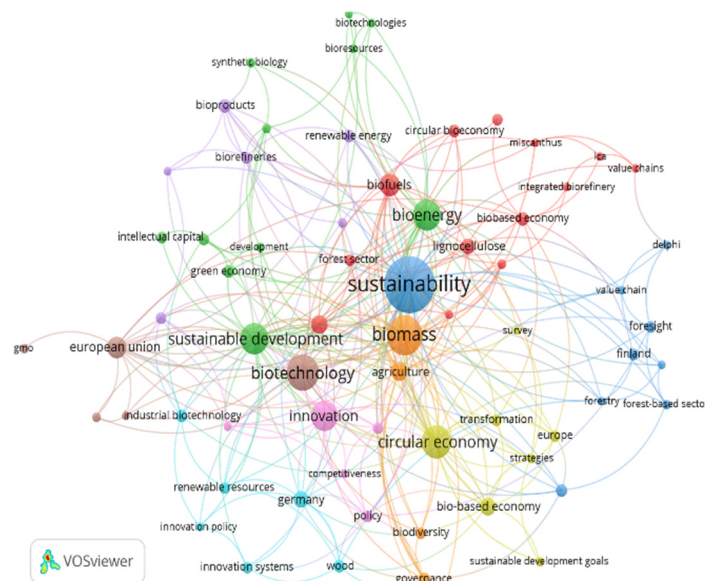 biotechnologies
bioresources
synthetic biology
bioproducts
circular bioeconomy
renewable energy
miscanthus
biorefineries
lca
value chains
biofuels
integrated biorefinery
bioenergy
biobased economy
intellectual capital
development
lignocellulose
delphi
forest sector
green economy
sustainability
value chain
foresight
survey
biomass
sustainable development
gmo
european union
finland
biotechnology
agriculture
forestry
forest-based secto
industrial biotechnology
innovation
transformation
europe
circular economy
strategies
competitiveness
renewable resources
germany
bio-based economy
policy
innovation policy
biodiversity
sustainable development goals
innovation systems
wood
governance
VOSviewer